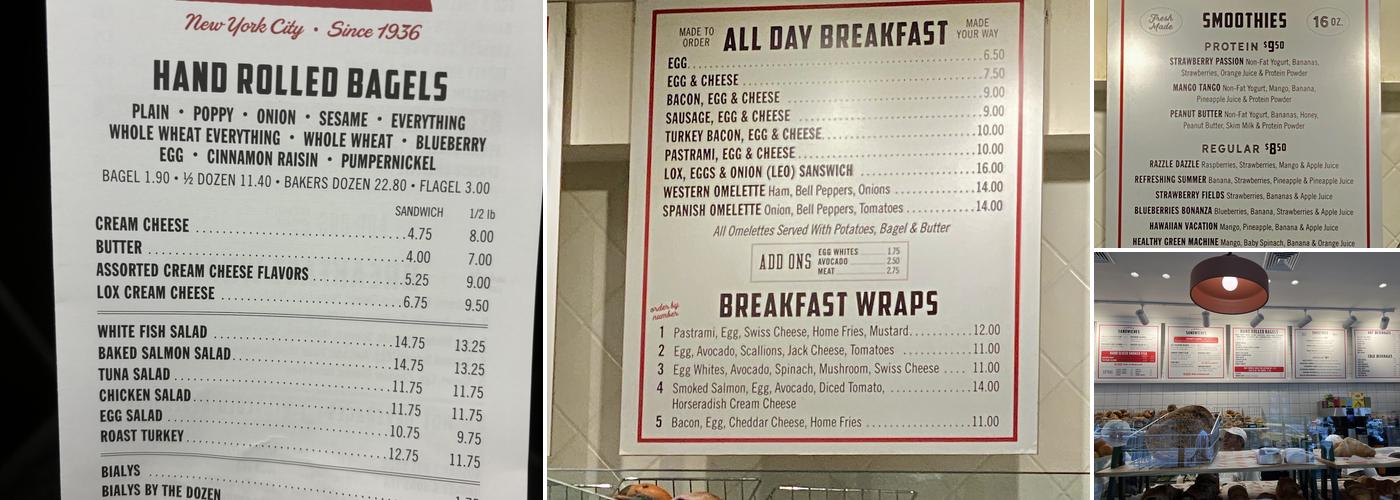 New York City • Since 1936
HAND ROLLED BAGELS
PLAIN • POPPY • ONION • SESAME • EVERYTHING
WHOLE WHEAT EVERYTHING • WHOLE WHEAT • BLUEBERRY
EGG • CINNAMON RAISIN • PUMPERNICKEL
BAGEL 1.90 • ½ DOZEN 11.40 • BAKERS DOZEN 22.80 • FLAGEL 3.00
SANDWICH 1/2 lb
CREAM CHEESE 4.75 8.00
BUTTER 4.00 7.00
ASSORTED CREAM CHEESE FLAVORS 5.25 9.00
LOX CREAM CHEESE 6.75 9.50
WHITE FISH SALAD 14.75 13.25
BAKED SALMON SALAD 14.75 13.25
TUNA SALAD 11.75 11.75
CHICKEN SALAD 11.75 11.75
EGG SALAD 10.75 9.75
ROAST TURKEY 12.75 11.75
BIALYS
BIALYS BY THE DOZEN
MADE TO ORDER
ALL DAY BREAKFAST
MADE YOUR WAY
EGG 6.50
EGG & CHEESE 7.50
BACON, EGG & CHEESE 9.00
SAUSAGE, EGG & CHEESE 9.00
TURKEY BACON, EGG & CHEESE 10.00
PASTRAMI, EGG & CHEESE 10.00
LOX, EGGS & ONION (LEO) SANDWICH 16.00
WESTERN OMELETTE Ham, Bell Peppers, Onions 14.00
SPANISH OMELETTE Onion, Bell Peppers, Tomatoes 14.00
All Omelettes Served With Potatoes, Bagel & Butter
ADD ONS
EGG WHITES 1.75
AVOCADO 2.50
MEAT 2.75
order by number
BREAKFAST WRAPS
1 Pastrami, Egg, Swiss Cheese, Home Fries, Mustard 12.00
2 Egg, Avocado, Scallions, Jack Cheese, Tomatoes 11.00
3 Egg Whites, Avocado, Spinach, Mushroom, Swiss Cheese 11.00
4 Smoked Salmon, Egg, Avocado, Diced Tomato, 14.00
Horseradish Cream Cheese
5 Bacon, Egg, Cheddar Cheese, Home Fries 11.00
Fresh Made
SMOOTHIES
16 OZ.
PROTEIN $9.50
STRAWBERRY PASSION Non-Fat Yogurt, Bananas,
Strawberries, Orange Juice & Protein Powder
MANGO TANGO Non-Fat Yogurt, Mango, Banana,
Pineapple Juice & Protein Powder
PEANUT BUTTER Non-Fat Yogurt, Bananas, Honey,
Peanut Butter, Skim Milk & Protein Powder
REGULAR $8.50
RAZZLE DAZZLE Raspberries, Strawberries, Mango & Apple Juice
REFRESHING SUMMER Banana, Strawberries, Pineapple & Pineapple Juice
STRAWBERRY FIELDS Strawberries, Bananas & Apple Juice
BLUEBERRIES BONANZA Blueberries, Banana, Strawberries & Apple Juice
HAWAIIAN VACATION Mango, Pineapple, Banana & Apple Juice
HEALTHY GREEN MACHINE Mango, Baby Spinach, Banana & Orange Juice
SANDWICHES
SANDWICHES
HAND ROLLED BAGELS
SMOOTHIES